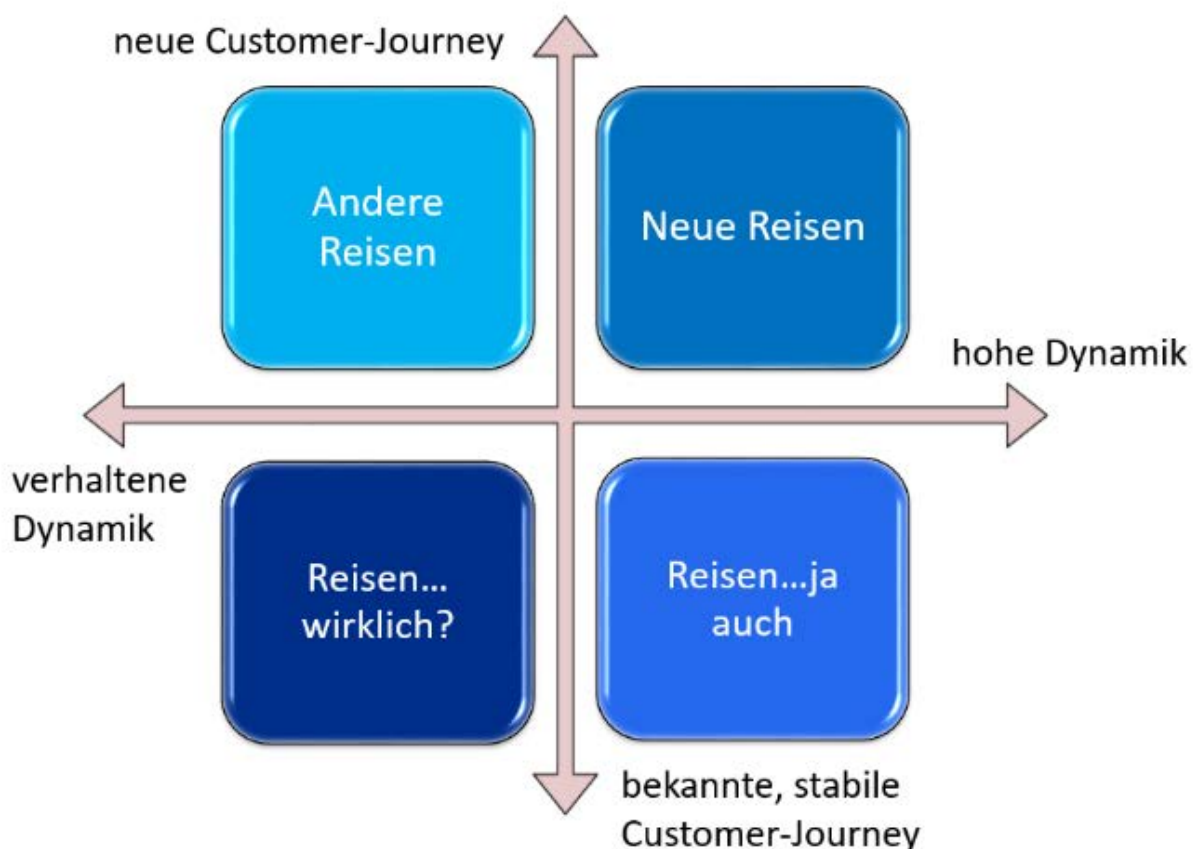 neue Customer-Journey
Andere
Reisen
Neue Reisen
hohe Dynamik
verhaltene
Dynamik
Reisen...
wirklich?
Reisen...ja
auch
bekannte, stabile
Customer-Journey